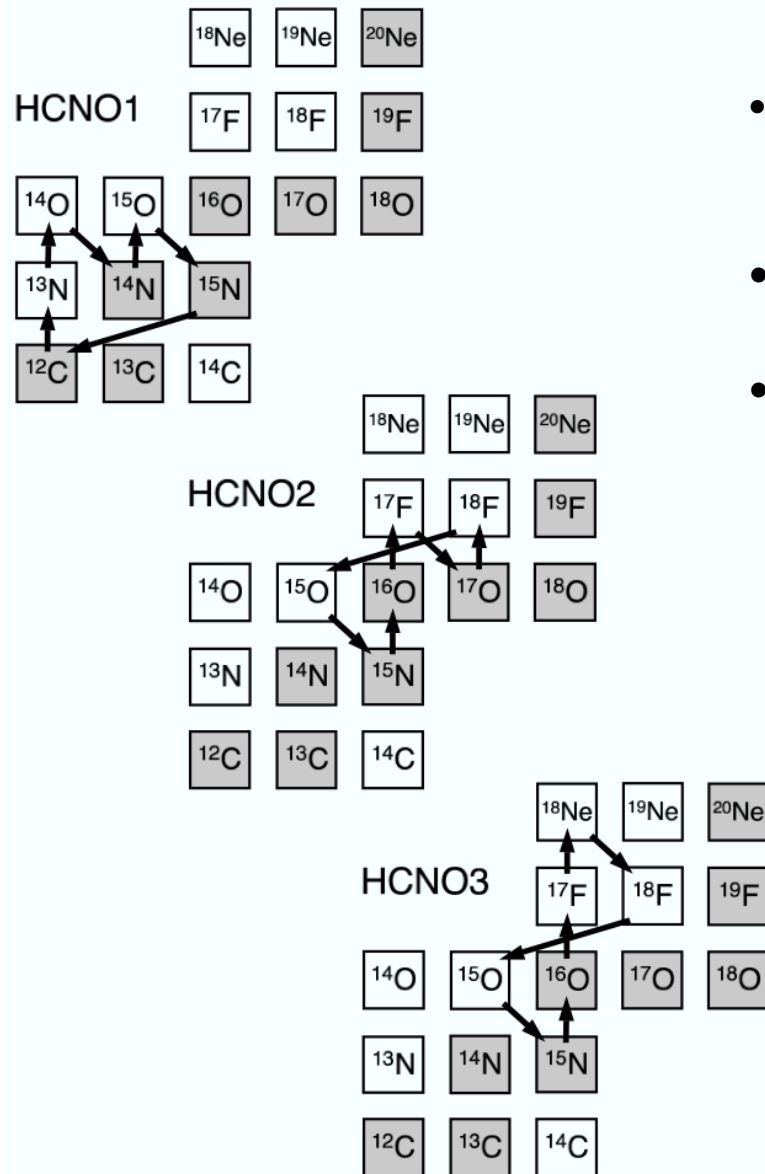 ¹⁸Ne ¹⁹Ne ²⁰Ne
HCNO1 ¹⁷F ¹⁸F ¹⁹F
¹⁴O ¹⁵O ¹⁶O ¹⁷O ¹⁸O
¹³N ¹⁴N ¹⁵N
¹²C ¹³C ¹⁴C
¹⁸Ne ¹⁹Ne ²⁰Ne
HCNO2 ¹⁷F ¹⁸F ¹⁹F
¹⁴O ¹⁵O ¹⁶O ¹⁷O ¹⁸O
¹³N ¹⁴N ¹⁵N
¹²C ¹³C ¹⁴C
¹⁸Ne ¹⁹Ne ²⁰Ne
HCNO3 ¹⁷F ¹⁸F ¹⁹F
¹⁴O ¹⁵O ¹⁶O ¹⁷O ¹⁸O
¹³N ¹⁴N ¹⁵N
¹²C ¹³C ¹⁴C